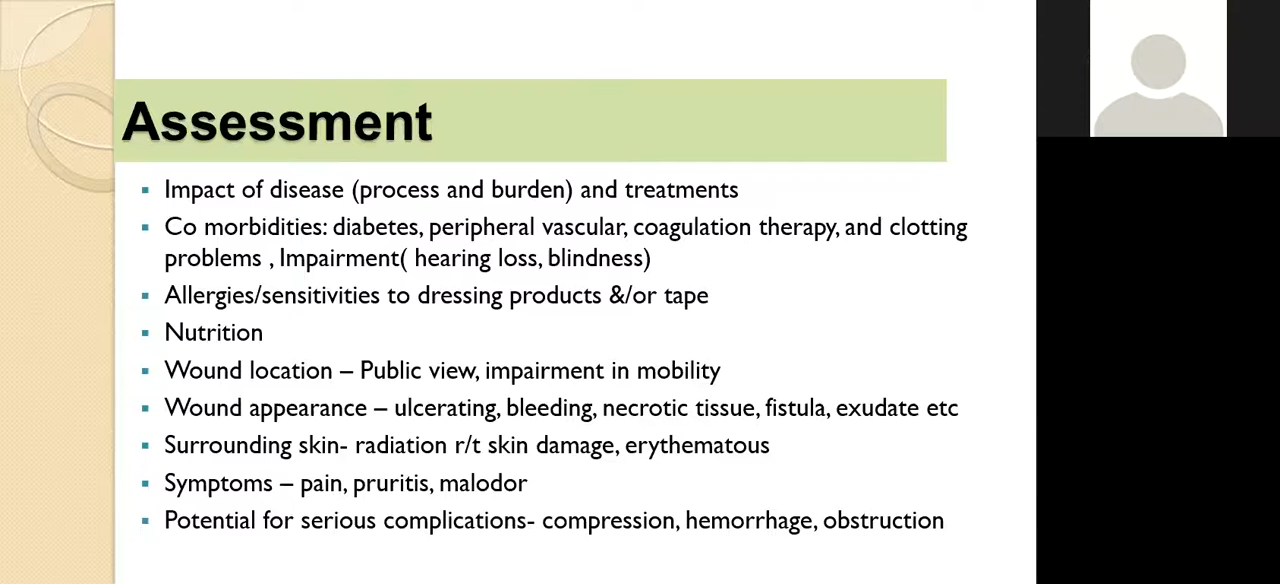 Assessment
Impact of disease (process and burden) and treatments
Co morbidities: diabetes, peripheral vascular, coagulation therapy, and clotting
problems , Impairment( hearing loss, blindness)
Allergies/sensitivities to dressing products &/or tape
Nutrition
Wound location – Public view, impairment in mobility
Wound appearance – ulcerating, bleeding, necrotic tissue, fistula, exudate etc
Surrounding skin- radiation r/t skin damage, erythematous
Symptoms – pain, pruritis, malodor
Potential for serious complications- compression, hemorrhage, obstruction